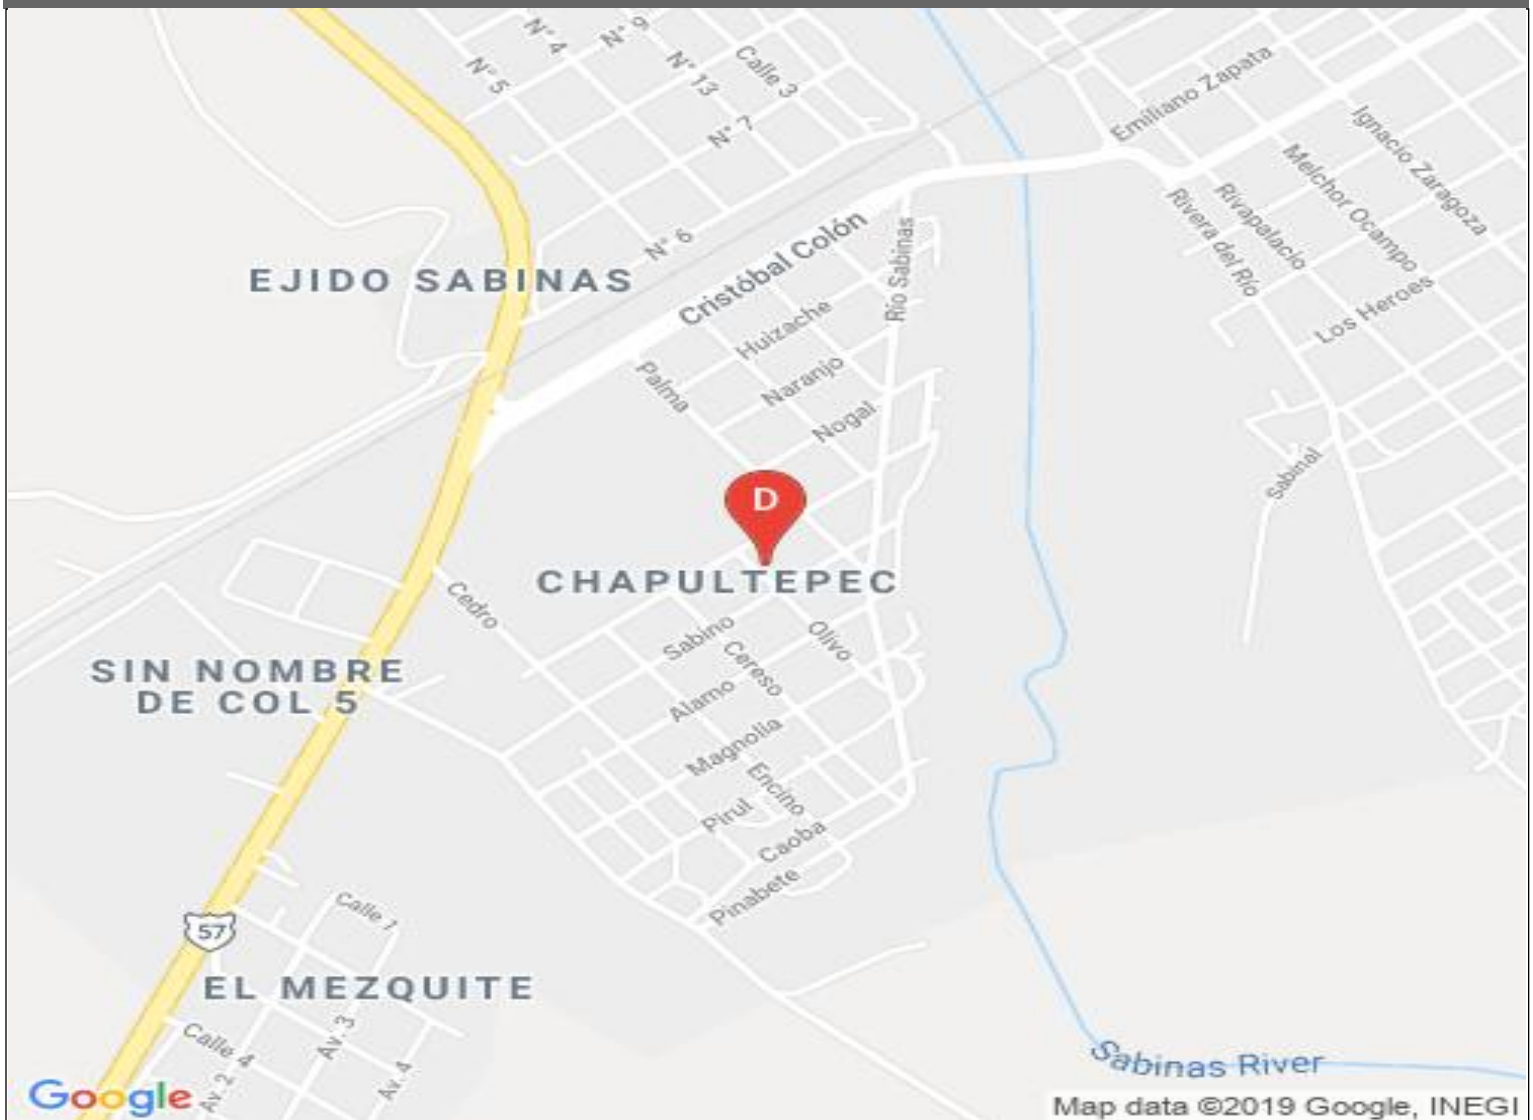 N° 4
N° 9
N° 5
N° 13
Calle 3
N° 7
Emiliano Zapata
Ignacio Zaragoza
Melchor Ocampo
Rivapalacio
Rivera del Río
N° 6
Cristóbal Colón
Río Sabinas
EJIDO SABINAS
Huizache
Los Heroes
Palma
Naranjo
Nogal
Sabinal
D
CHAPULTEPEC
Cedro
Sabino
Olivo
Cereso
SIN NOMBRE
DE COL 5
Alamo
Magnolia
Encino
Pirul
Caoba
Pinabete
Calle 1
57
EL MEZQUITE
Calle 4
Av. 3
Av. 2
Av. 4
Sabinas River
Google
Map data ©2019 Google, INEGI